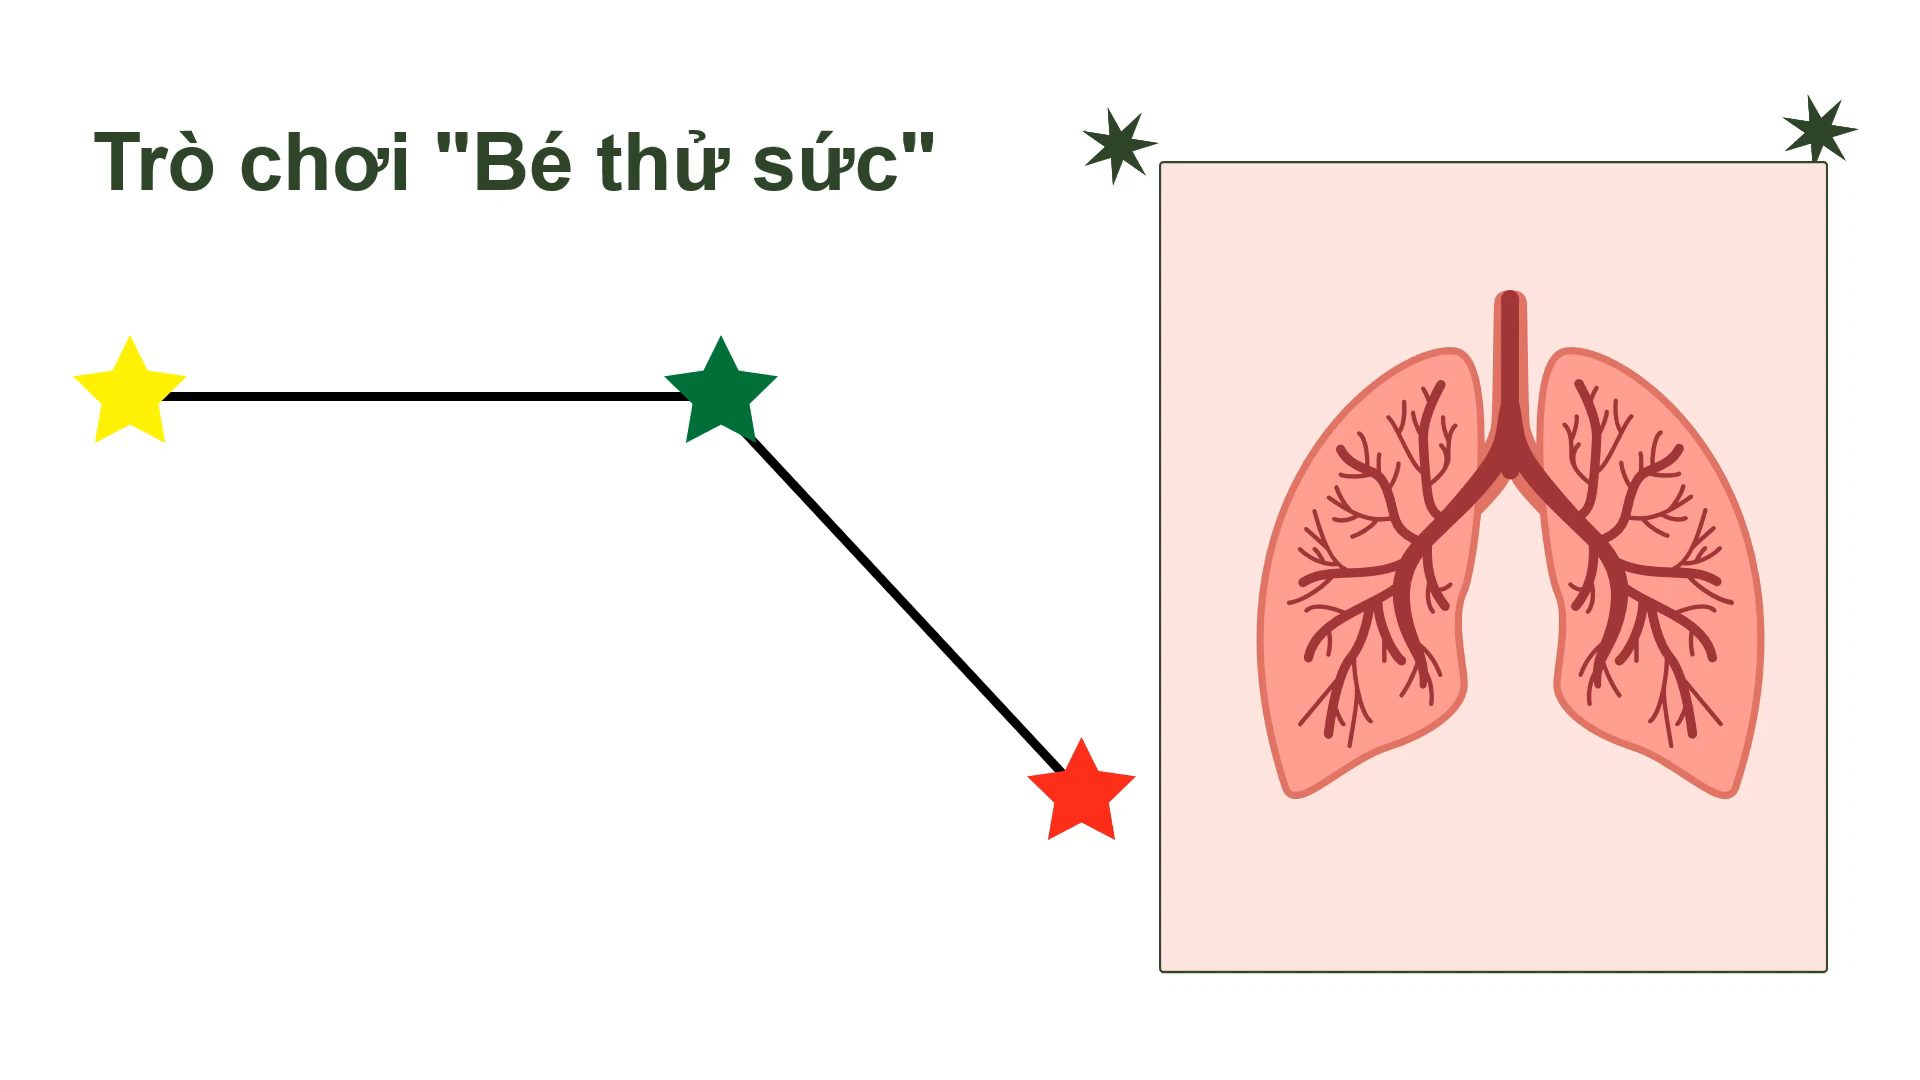 Trò chơi "Bé thử sức"